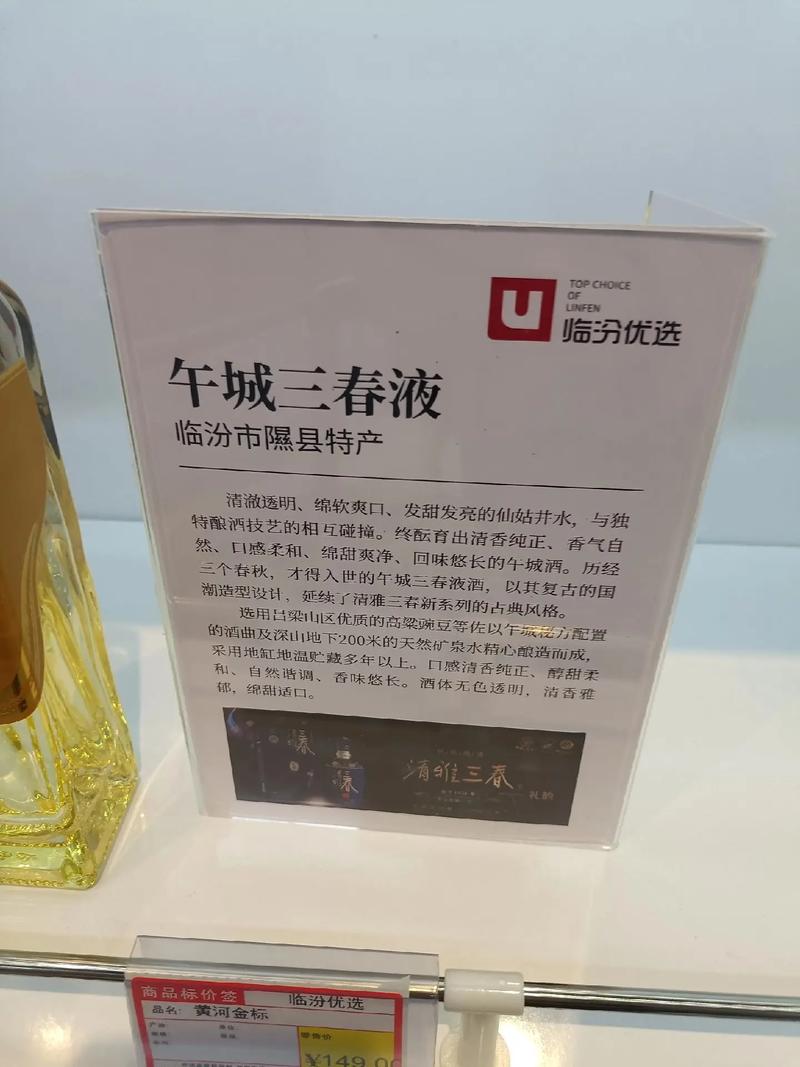 TOP CHOICE
OF
LINFEN
临汾优选
午城三春液
临汾市隰县特产
清澈透明、绵软爽口、发甜发亮的仙姑井水，与独
特酿酒技艺的相互碰撞。终酝育出清香纯正、香气自
然、口感柔和、绵甜爽净、回味悠长的午城酒。历经
三个春秋，才得入世的午城三春液酒，以其复古的国
潮造型设计，延续了清雅三春新系列的古典风格。
选用吕梁山区优质的高粱豌豆等佐以午城秘方配置
的酒曲及深山地下200米的天然矿泉水精心酿造而成，
采用地缸地温贮藏多年以上。口感清香纯正、醇甜柔
和、自然谐调、香味悠长。酒体无色透明，清香雅
郁，绵甜适口。
清雅三春
礼韵
商品标价签
临汾优选
品名：黄河金标
零售价
¥149.00